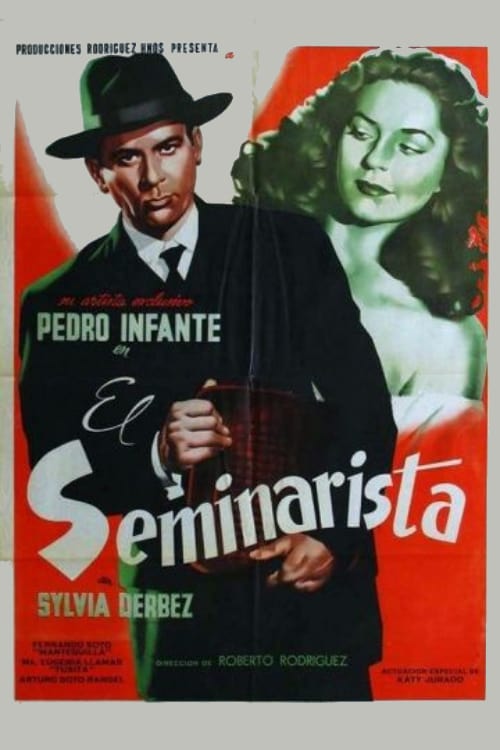 PRODUCCIONES RODRIGUEZ HNOS PRESENTA
a
su artista exclusivo
PEDRO INFANTE
en
El
Seminarista
con
SYLVIA DERBEZ
FERNANDO SOTO
"MANTEQUILLA"
MA. EUGENIA LLAMAS
"TUSITA"
ARTURO SOTO RANGEL
DIRECCION DE ROBERTO RODRIGUEZ
ACTUACION ESPECIAL DE
KATY JURADO